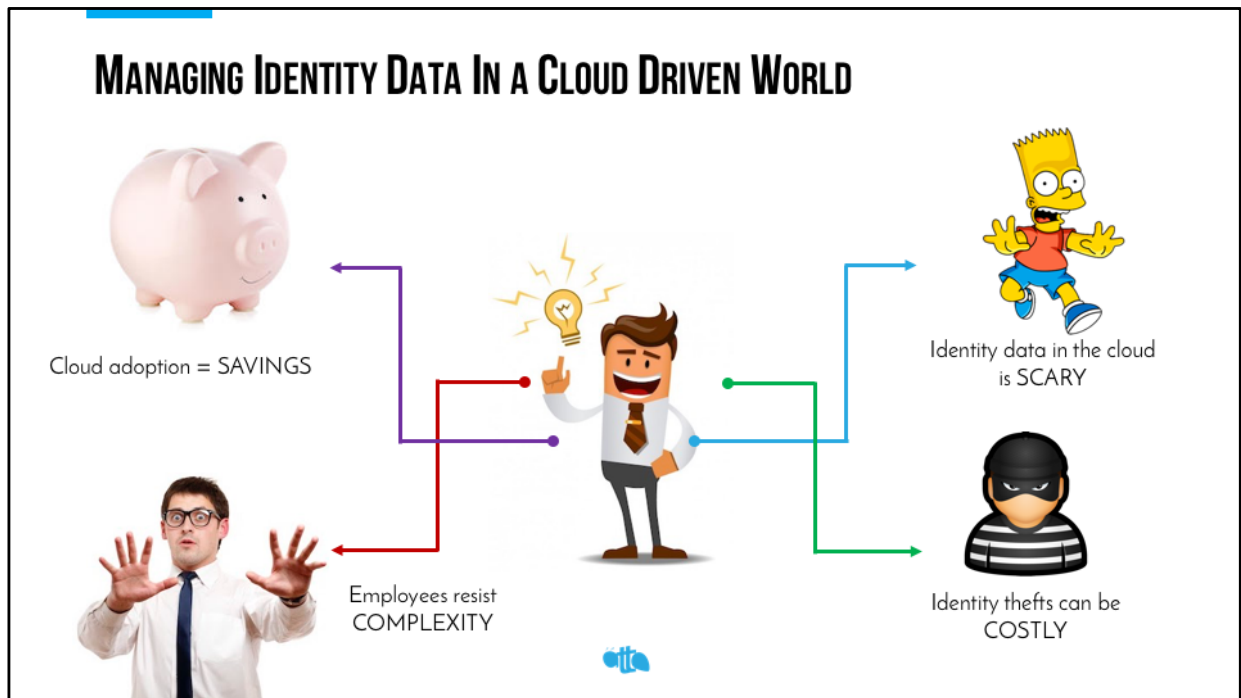 MANAGING IDENTITY DATA IN A CLOUD DRIVEN WORLD
Cloud adoption = SAVINGS
Identity data in the cloud
is SCARY
Employees resist
COMPLEXITY
Identity thefts can be
COSTLY